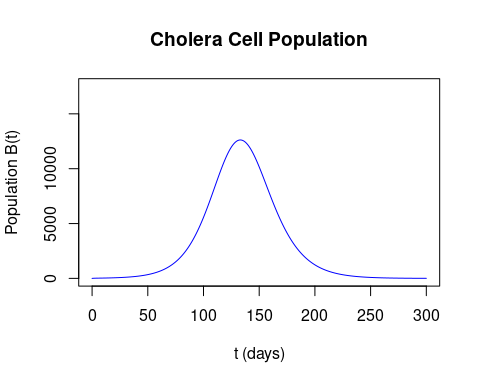 Cholera Cell Population
Population B(t)
10000
5000
0
0 50 100 150 200 250 300
t (days)